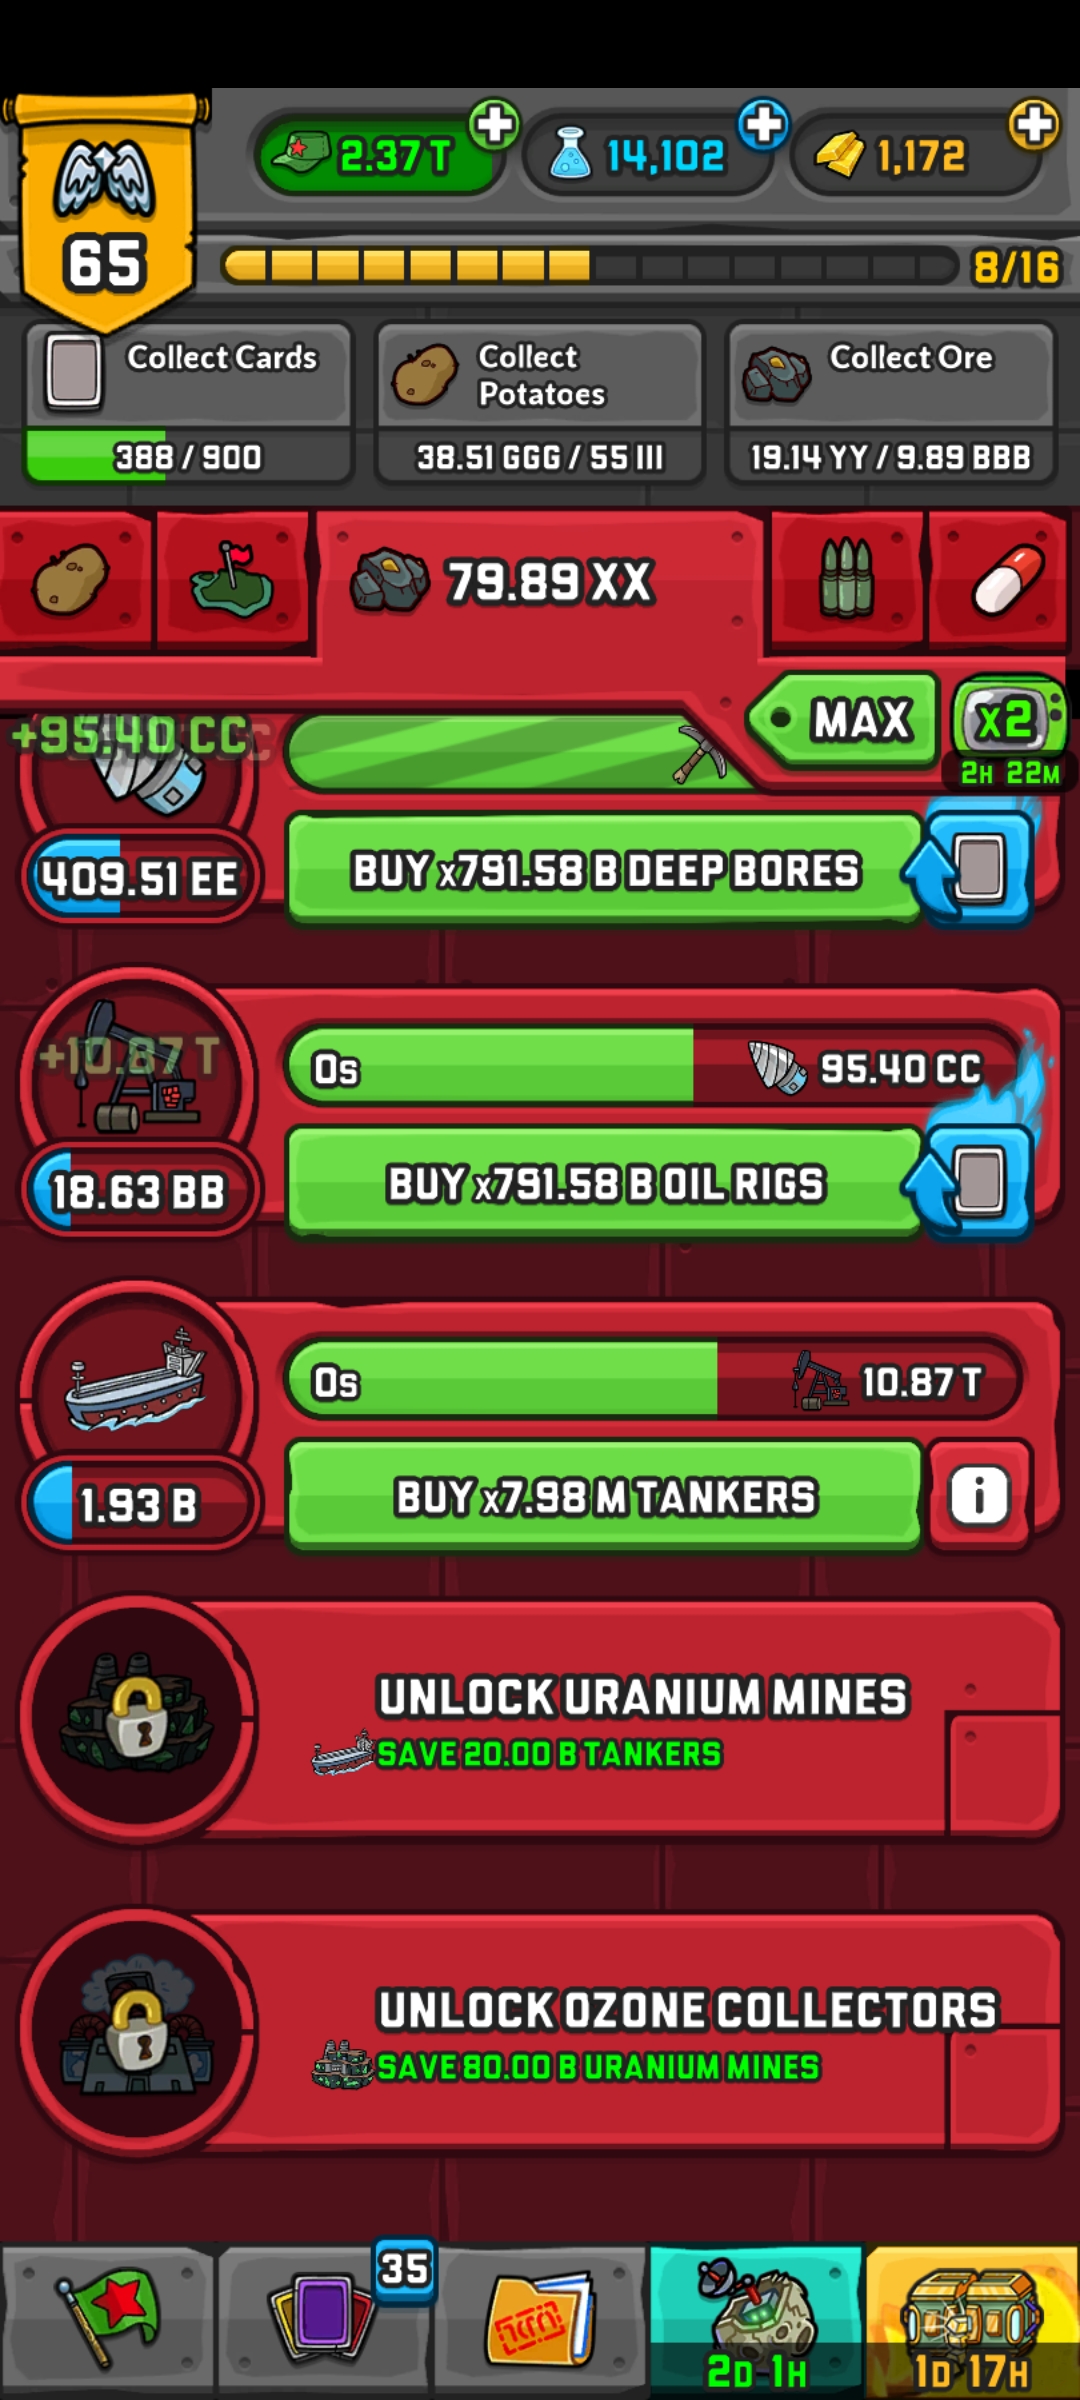 2.37 T
14,102
1,172
65
8/16
Collect Cards
388 / 900
Collect
Potatoes
38.51 GGG / 55 III
Collect Ore
19.14 YY / 9.89 BBB
79.89 XX
MAX
x2
2H 22M
+95.40 CC
409.51 EE
BUY x791.58 B DEEP BORES
+10.87 T
0s
95.40 CC
18.63 BB
BUY x791.58 B OIL RIGS
0s
10.87 T
1.93 B
BUY x7.98 M TANKERS
i
UNLOCK URANIUM MINES
SAVE 20.00 B TANKERS
UNLOCK OZONE COLLECTORS
SAVE 80.00 B URANIUM MINES
35
2D 1H
1D 17H